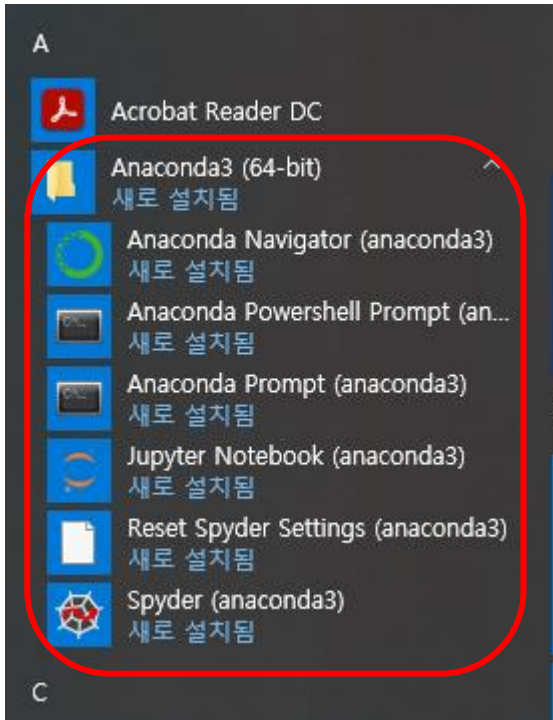 A
Acrobat Reader DC
Anaconda3 (64-bit)
새로 설치됨
Anaconda Navigator (anaconda3)
새로 설치됨
Anaconda Powershell Prompt (an...
새로 설치됨
Anaconda Prompt (anaconda3)
새로 설치됨
Jupyter Notebook (anaconda3)
새로 설치됨
Reset Spyder Settings (anaconda3)
새로 설치됨
Spyder (anaconda3)
새로 설치됨
C